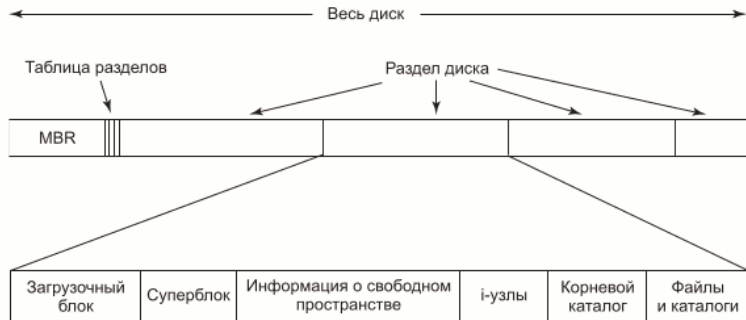 Весь диск
Таблица разделов
Раздел диска
MBR
Загрузочный
блок
Суперблок
Информация о свободном
пространстве
i-узлы
Корневой
каталог
Файлы
и каталоги